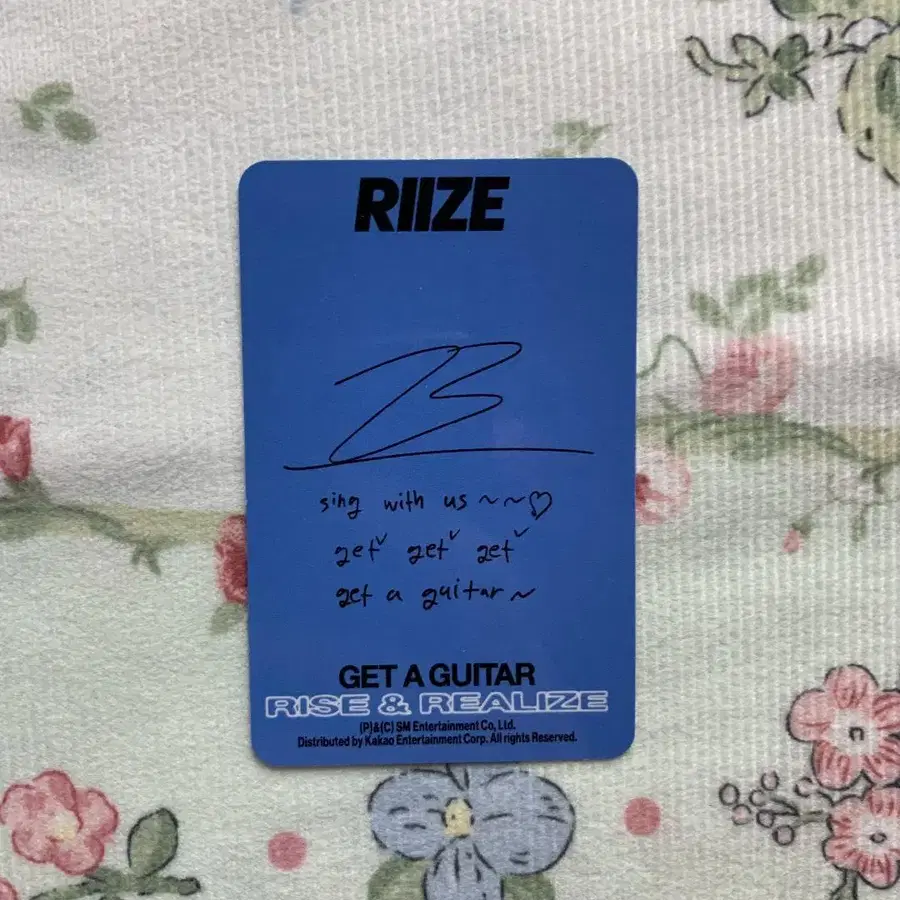 RIIZE
sing with us ~~♡
get˅ get˅ get˅
get a guitar~
GET A GUITAR
RISE & REALIZE
(P)&(C) SM Entertainment Co, Ltd.
Distributed by Kakao Entertainment Corp. All rights Reserved.